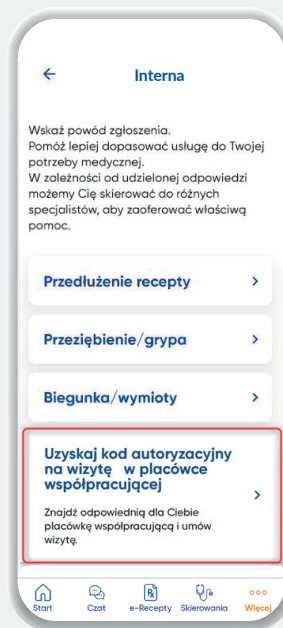 Interna
Wskaż powód zgłoszenia.
Pomóż lepiej dopasować usługę do Twojej
potrzeby medycznej.
W zależności od udzielonej odpowiedzi
możemy Cię skierować do różnych
specjalistów, aby zaoferować właściwą
pomoc.
Przedłużenie recepty
Przeziębienie/grypa
Biegunka/wymioty
Uzyskaj kod autoryzacyjny
na wizytę w placówce
współpracującej
Znajdź odpowiednią dla Ciebie
placówkę współpracującą i umów
wizytę.
Start Czat e-Recepty Skierowania Więcej